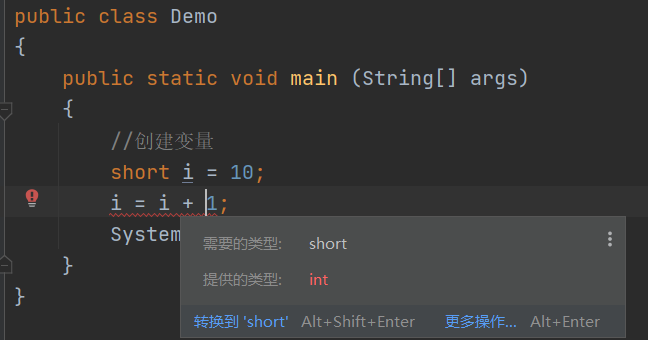 public class Demo
{
public static void main (String[] args)
{
//创建变量
short i = 10;
i = i + 1;
System
需要的类型: short
提供的类型: int
转换到 'short' Alt+Shift+Enter 更多操作... Alt+Enter
}
}